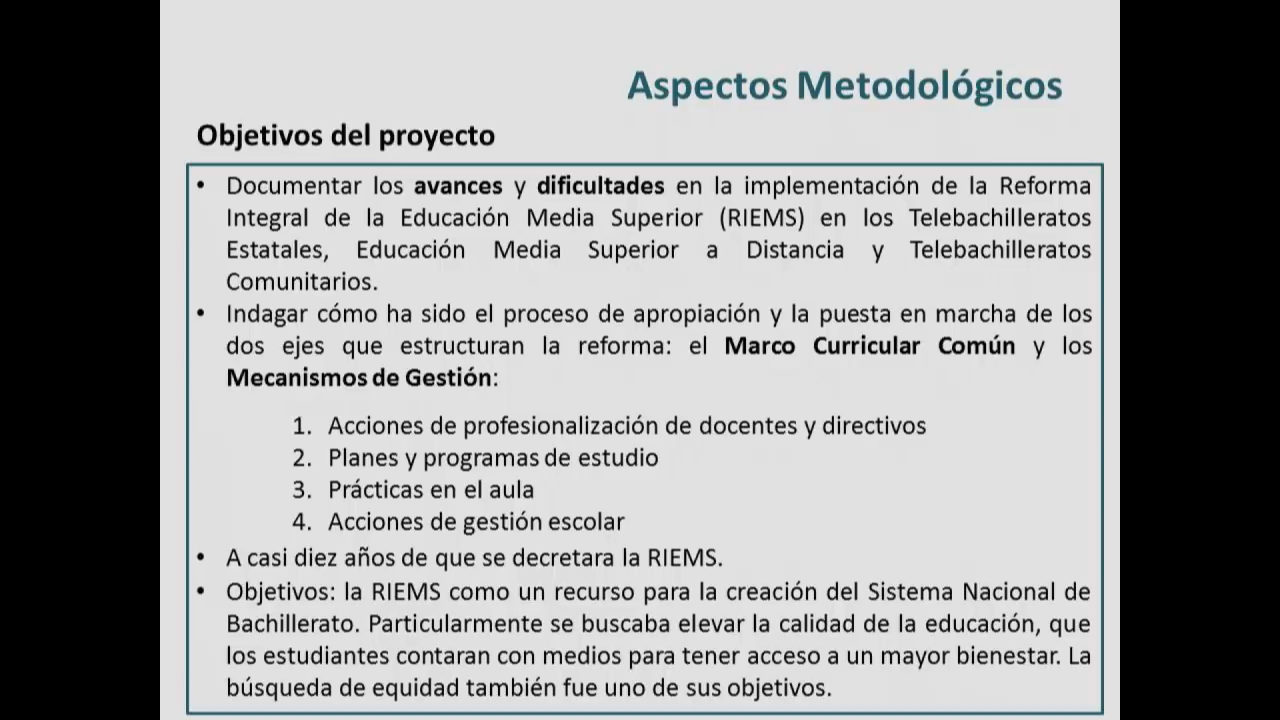 Aspectos Metodológicos
Objetivos del proyecto
• Documentar los avances y dificultades en la implementación de la Reforma
Integral de la Educación Media Superior (RIEMS) en los Telebachilleratos
Estatales, Educación Media Superior a Distancia y Telebachilleratos
Comunitarios.
• Indagar cómo ha sido el proceso de apropiación y la puesta en marcha de los
dos ejes que estructuran la reforma: el Marco Curricular Común y los
Mecanismos de Gestión:
1. Acciones de profesionalización de docentes y directivos
2. Planes y programas de estudio
3. Prácticas en el aula
4. Acciones de gestión escolar
• A casi diez años de que se decretara la RIEMS.
• Objetivos: la RIEMS como un recurso para la creación del Sistema Nacional de
Bachillerato. Particularmente se buscaba elevar la calidad de la educación, que
los estudiantes contaran con medios para tener acceso a un mayor bienestar. La
búsqueda de equidad también fue uno de sus objetivos.